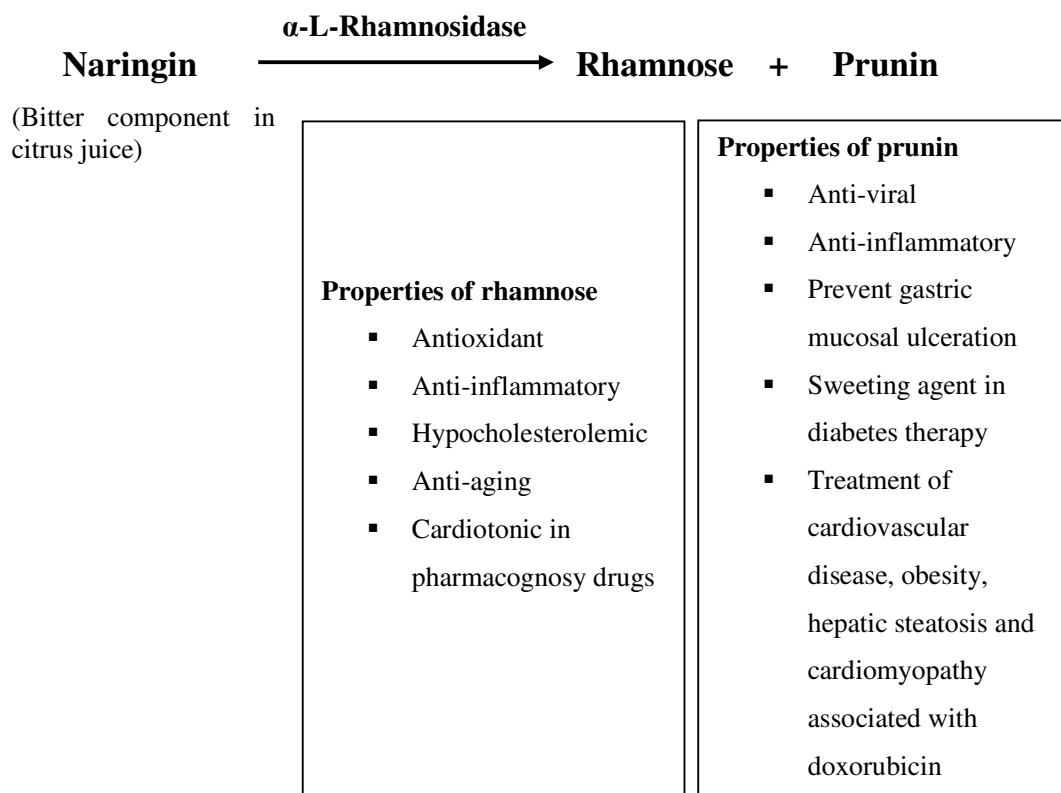 α-L-Rhamnosidase
Naringin Rhamnose + Prunin
(Bitter component in
citrus juice)
Properties of rhamnose
▪ Antioxidant
▪ Anti-inflammatory
▪ Hypocholesterolemic
▪ Anti-aging
▪ Cardiotonic in
pharmacognosy drugs
Properties of prunin
▪ Anti-viral
▪ Anti-inflammatory
▪ Prevent gastric
mucosal ulceration
▪ Sweeting agent in
diabetes therapy
▪ Treatment of
cardiovascular
disease, obesity,
hepatic steatosis and
cardiomyopathy
associated with
doxorubicin